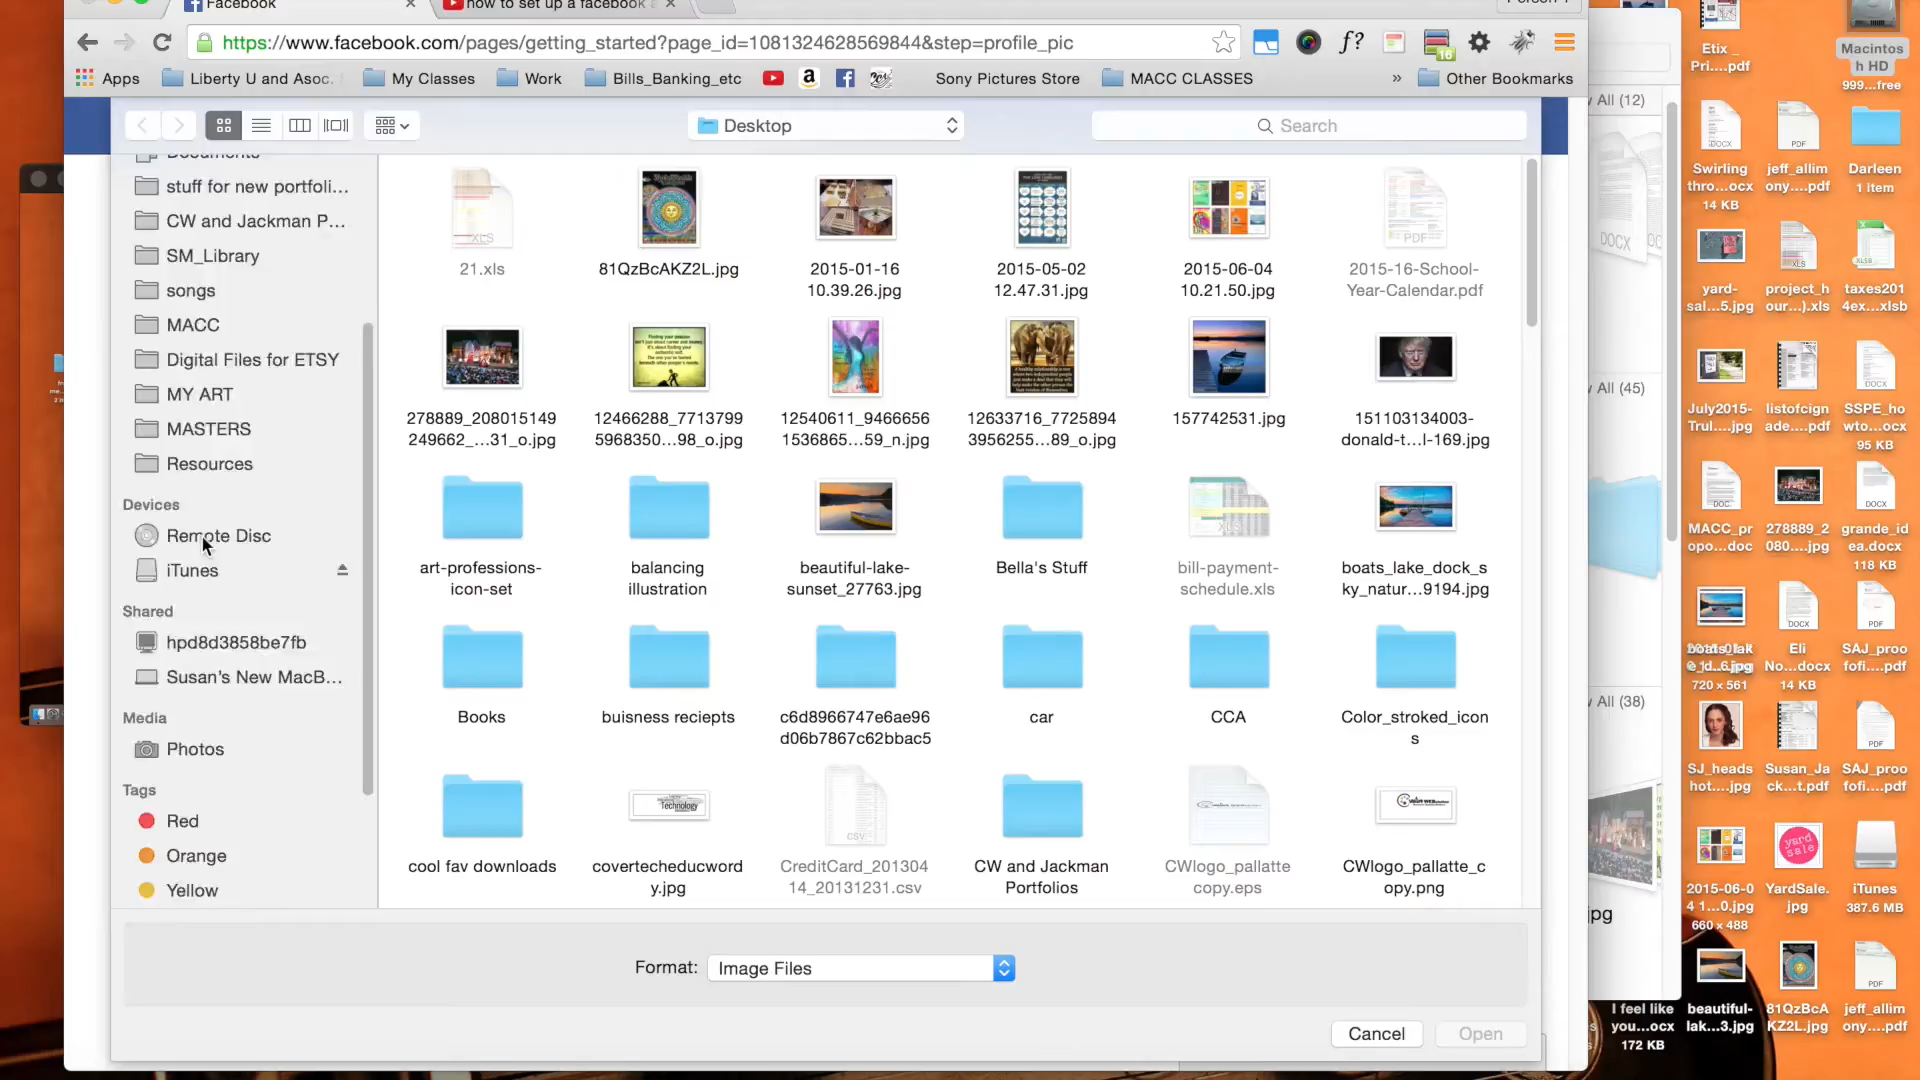 Facebook
how to set up a facebook a
Person 1
https://www.facebook.com/pages/getting_started?page_id=1081324628569844&step=profile_pic
Apps
Liberty U and Asoc.
My Classes
Work
Bills_Banking_etc
Sony Pictures Store
MACC CLASSES
»
Other Bookmarks
Desktop
Search
Documents
stuff for new portfoli...
CW and Jackman P...
SM_Library
songs
MACC
Digital Files for ETSY
MY ART
MASTERS
Resources
Devices
Remote Disc
iTunes
Shared
hpd8d3858be7fb
Susan's New MacB...
Media
Photos
Tags
Red
Orange
Yellow
21.xls
81QzBcAKZ2L.jpg
2015-01-16
10.39.26.jpg
2015-05-02
12.47.31.jpg
2015-06-04
10.21.50.jpg
2015-16-School-
Year-Calendar.pdf
278889_208015149
249662_...31_o.jpg
12466288_7713799
5968350...98_o.jpg
12540611_9466656
1536865...59_n.jpg
12633716_7725894
3956255...89_o.jpg
157742531.jpg
151103134003-
donald-t...l-169.jpg
art-professions-
icon-set
balancing
illustration
beautiful-lake-
sunset_27763.jpg
Bella's Stuff
bill-payment-
schedule.xls
boats_lake_dock_s
ky_natur...9194.jpg
Books
buisness reciepts
c6d8966747e6ae96
d06b7867c62bbac5
car
CCA
Color_stroked_icon
s
cool fav downloads
covertecheducword
y.jpg
CreditCard_201304
14_20131231.csv
CW and Jackman
Portfolios
CWlogo_pallatte
copy.eps
CWlogo_pallatte_c
opy.png
Format:
Image Files
Cancel
Open
All (12)
All (45)
All (38)
jpg
Etix _
Pri....pdf
Macintos
h HD
999...free
Swirling
thro...ocx
14 KB
jeff_allim
ony....pdf
Darleen
1 item
yard-
sal...5.jpg
project_h
our...).xls
taxes201
4ex...xlsb
July2015-
Trul....jpg
listofcign
ade....pdf
SSPE_ho
wto...ocx
95 KB
MACC_pr
opo...doc
278889_2
080....jpg
grande_id
ea.docx
118 KB
720 × 561
Eli
No...docx
14 KB
SAJ_proo
fofi....pdf
SJ_heads
hot....jpg
Susan_Ja
ck...t.pdf
SAJ_proo
fofi....pdf
2015-06-0
4 1...0.jpg
660 × 488
YardSale.
jpg
iTunes
387.6 MB
I feel like
you...ocx
172 KB
beautiful-
lak...3.jpg
81QzBcA
KZ2L.jpg
jeff_allim
ony....pdf